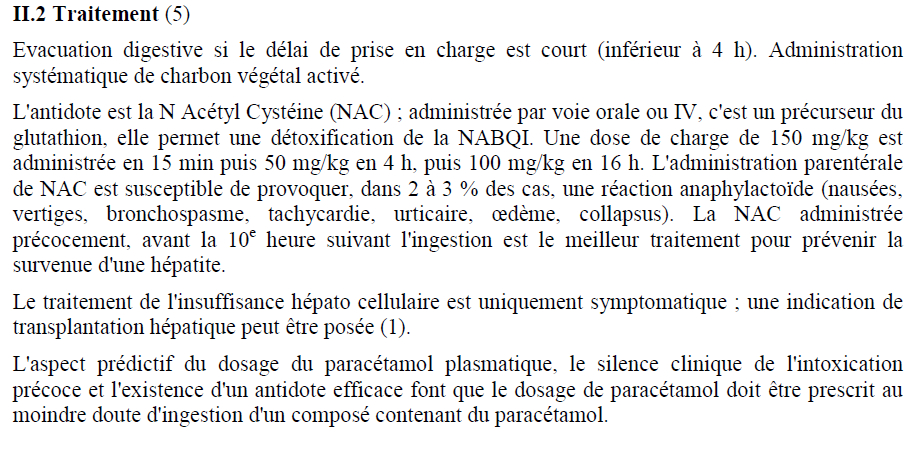 II.2 Traitement (5)
Evacuation digestive si le délai de prise en charge est court (inférieur à 4 h). Administration
systématique de charbon végétal activé.
L'antidote est la N Acétyl Cystéine (NAC) ; administrée par voie orale ou IV, c'est un précurseur du
glutathion, elle permet une détoxification de la NABQI. Une dose de charge de 150 mg/kg est
administrée en 15 min puis 50 mg/kg en 4 h, puis 100 mg/kg en 16 h. L'administration parentérale
de NAC est susceptible de provoquer, dans 2 à 3 % des cas, une réaction anaphylactoïde (nausées,
vertiges, bronchospasme, tachycardie, urticaire, œdème, collapsus). La NAC administrée
précocement, avant la 10e heure suivant l'ingestion est le meilleur traitement pour prévenir la
survenue d'une hépatite.
Le traitement de l'insuffisance hépato cellulaire est uniquement symptomatique ; une indication de
transplantation hépatique peut être posée (1).
L'aspect prédictif du dosage du paracétamol plasmatique, le silence clinique de l'intoxication
précoce et l'existence d'un antidote efficace font que le dosage de paracétamol doit être prescrit au
moindre doute d'ingestion d'un composé contenant du paracétamol.